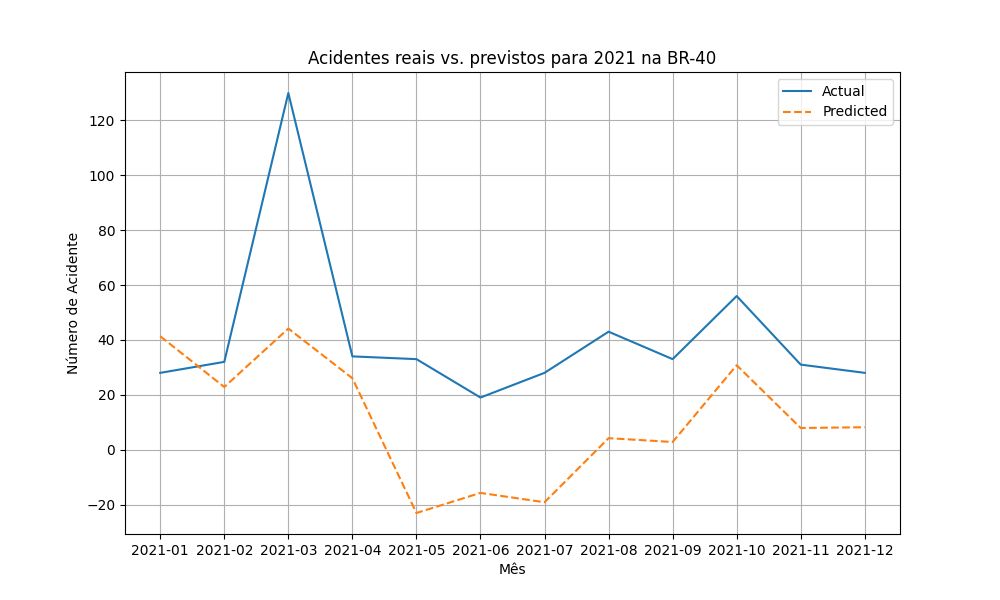 Acidentes reais vs. previstos para 2021 na BR-40
Actual
Predicted
Número de Acidente
120
100
80
60
40
20
0
−20
2021-01 2021-02 2021-03 2021-04 2021-05 2021-06 2021-07 2021-08 2021-09 2021-10 2021-11 2021-12
Mês